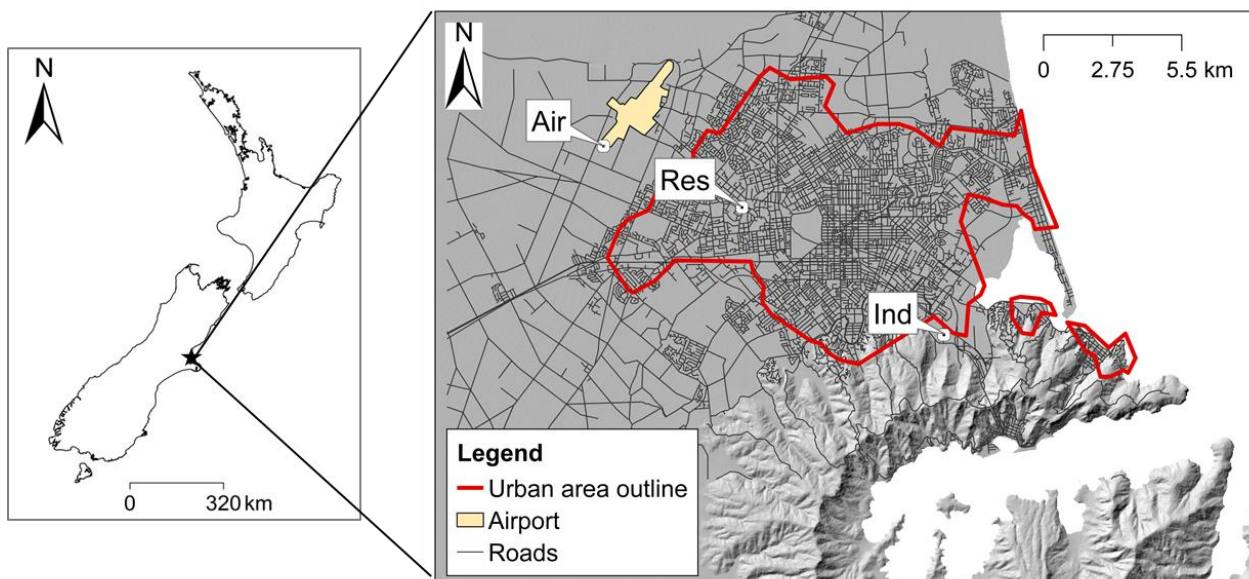 N
0 320 km
N
0 2.75 5.5 km
Air
Res
Ind
Legend
Urban area outline
Airport
Roads